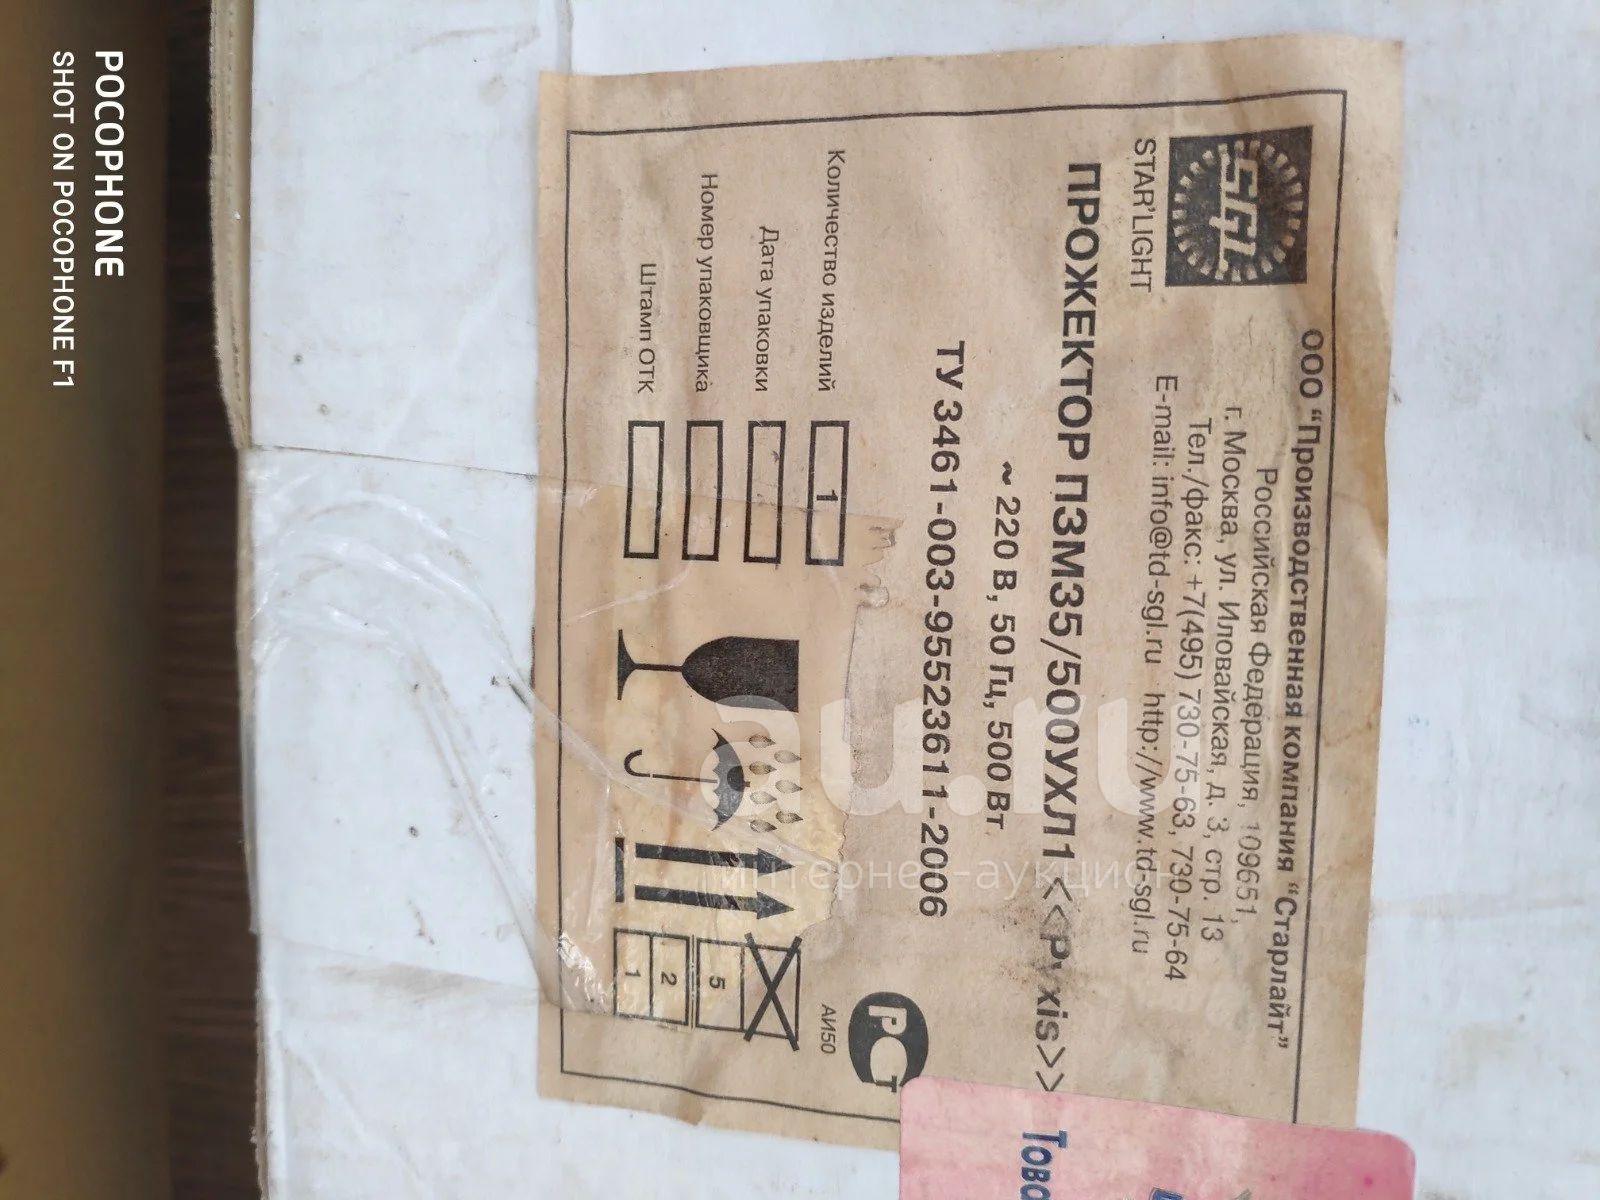 SGL
STAR'LIGHT
ООО “Производственная компания “Старлайт”
Российская Федерация, 109651,
г. Москва, ул. Иловайская, д. 3, стр. 13
Тел./факс: +7(495) 730-75-63, 730-75-64
E-mail: info@td-sgl.ru http://www.td-sgl.ru
ПРОЖЕКТОР ПЗМ35/500УХЛ1
~ 220 В, 50 Гц, 500 Вт
ТУ 3461-003-95523611-2006
Количество изделий 1
Дата упаковки
Номер упаковщика
Штамп ОТК
РСТ
АИ50
5
2
1
au.ru
интернет-аукцион
POCOPHONE
SHOT ON POCOPHONE F1